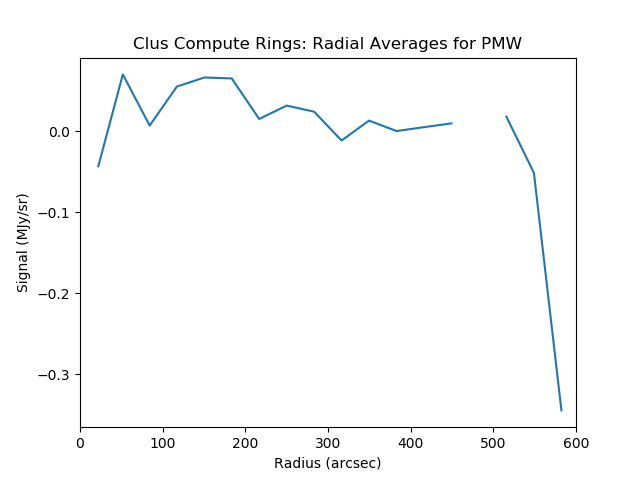 Clus Compute Rings: Radial Averages for PMW
0.0
−0.1
−0.2
−0.3
Signal (MJy/sr)
0 100 200 300 400 500 600
Radius (arcsec)